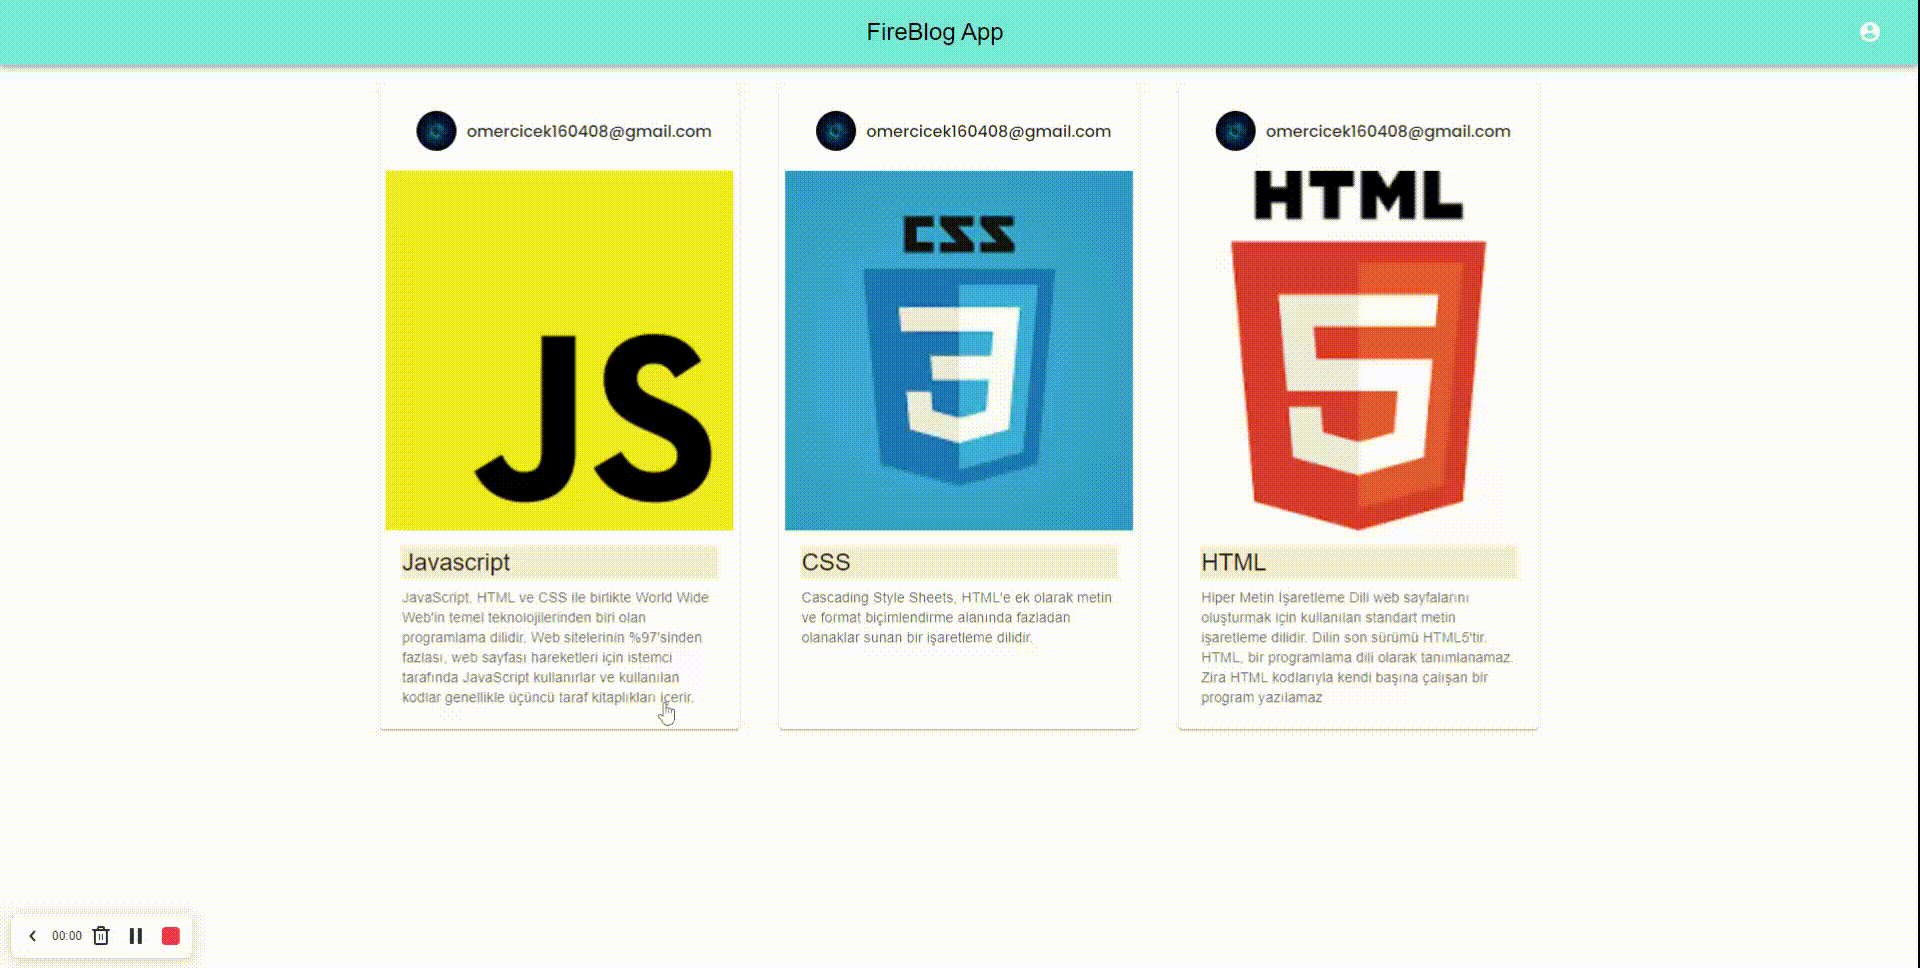 FireBlog App
omercicek160408@gmail.com
JS
Javascript
JavaScript, HTML ve CSS ile birlikte World Wide
Web'in temel teknolojilerinden biri olan
programlama dilidir. Web sitelerinin %97'sinden
fazlası, web sayfası hareketleri için istemci
tarafında JavaScript kullanırlar ve kullanılan
kodlar genellikle üçüncü taraf kitaplıkları içerir.
omercicek160408@gmail.com
CSS
3
CSS
Cascading Style Sheets, HTML'e ek olarak metin
ve format biçimlendirme alanında fazladan
olanaklar sunan bir işaretleme dilidir.
omercicek160408@gmail.com
HTML
5
HTML
Hiper Metin İşaretleme Dili web sayfalarını
oluşturmak için kullanılan standart metin
işaretleme dilidir. Dilin son sürümü HTML5'tir.
HTML, bir programlama dili olarak tanımlanamaz.
Zira HTML kodlarıyla kendi başına çalışan bir
program yazılamaz
00:00